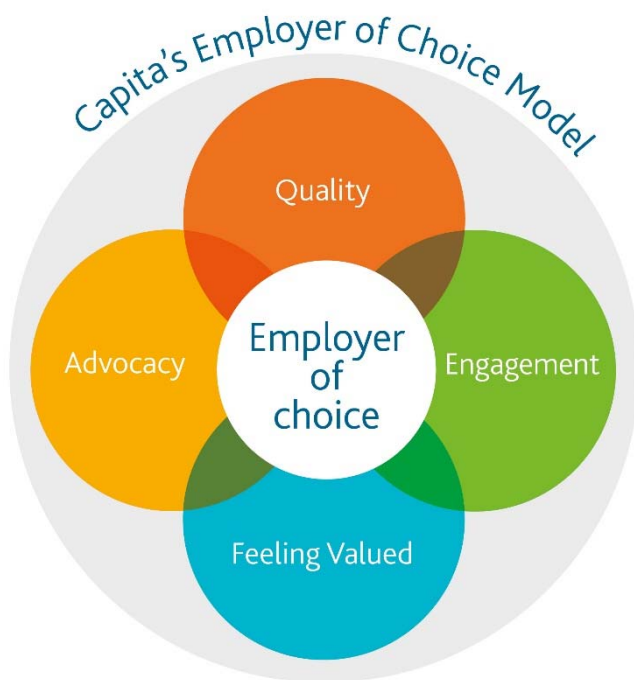 Capita's Employer of Choice Model
Quality
Advocacy
Employer
of
choice
Engagement
Feeling Valued